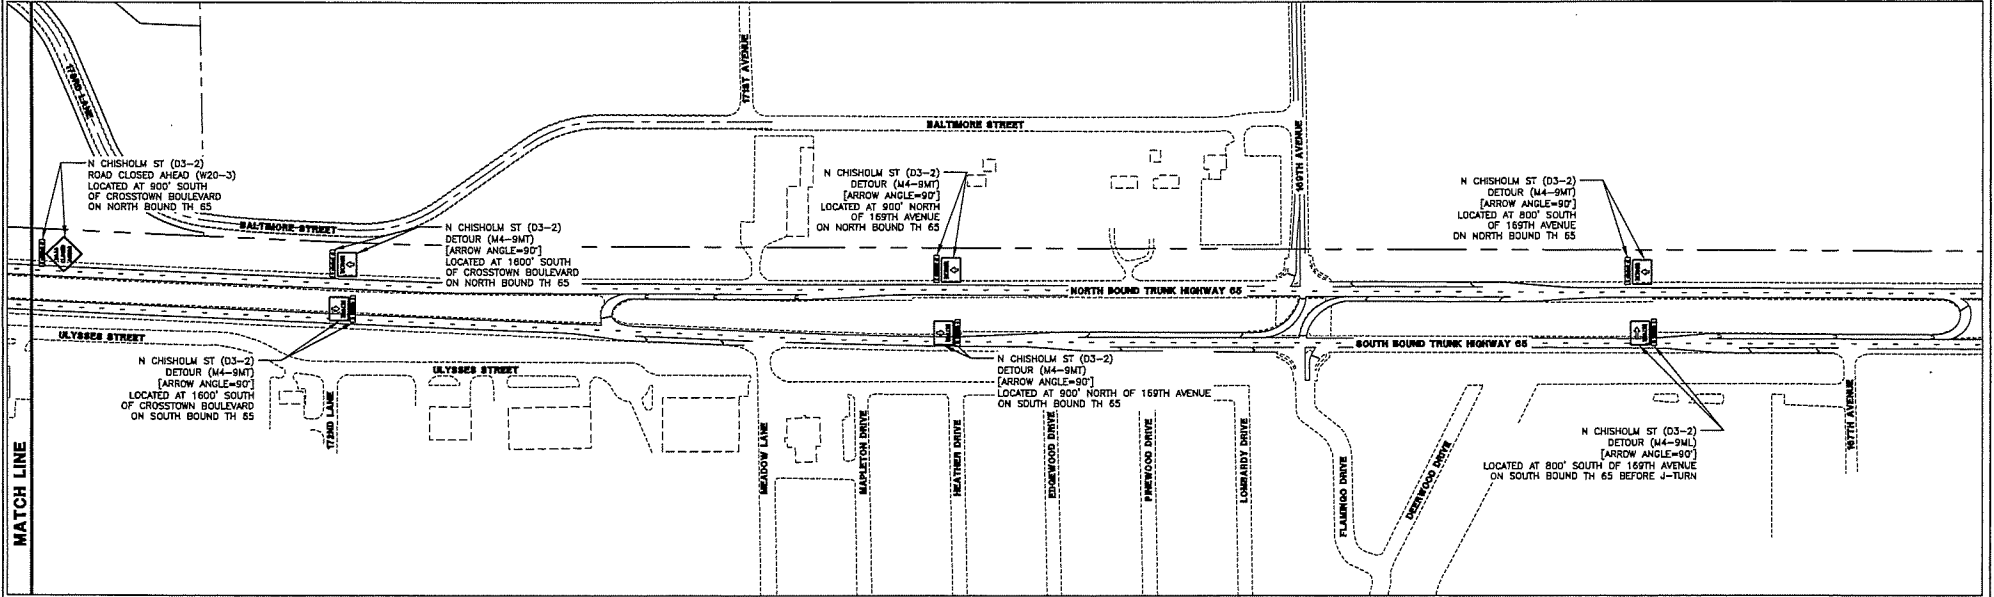 173RD LANE
171ST AVENUE
BALTIMORE STREET
169TH AVENUE
N CHISHOLM ST (D3-2)
ROAD CLOSED AHEAD (W20-3)
LOCATED AT 900' SOUTH
OF CROSSTOWN BOULEVARD
ON NORTH BOUND TH 65
BALTIMORE STREET
N CHISHOLM ST (D3-2)
DETOUR (M4-9MT)
[ARROW ANGLE=90°]
LOCATED AT 1600' SOUTH
OF CROSSTOWN BOULEVARD
ON NORTH BOUND TH 65
N CHISHOLM ST (D3-2)
DETOUR (M4-9MT)
[ARROW ANGLE=90°]
LOCATED AT 900' NORTH
OF 169TH AVENUE
ON NORTH BOUND TH 65
N CHISHOLM ST (D3-2)
DETOUR (M4-9MT)
[ARROW ANGLE=90°]
LOCATED AT 800' SOUTH
OF 169TH AVENUE
ON NORTH BOUND TH 65
NORTH BOUND TRUNK HIGHWAY 65
SOUTH BOUND TRUNK HIGHWAY 65
ULYSSES STREET
ULYSSES STREET
N CHISHOLM ST (D3-2)
DETOUR (M4-9MT)
[ARROW ANGLE=90°]
LOCATED AT 1600' SOUTH
OF CROSSTOWN BOULEVARD
ON SOUTH BOUND TH 65
N CHISHOLM ST (D3-2)
DETOUR (M4-9MT)
[ARROW ANGLE=90°]
LOCATED AT 900' NORTH OF 169TH AVENUE
ON SOUTH BOUND TH 65
N CHISHOLM ST (D3-2)
DETOUR (M4-9ML)
[ARROW ANGLE=90°]
LOCATED AT 800' SOUTH OF 169TH AVENUE
ON SOUTH BOUND TH 65 BEFORE J-TURN
MATCH LINE
172ND LANE
MEADOW LANE
MAPLETON DRIVE
HEATHER DRIVE
EDGEWOOD DRIVE
PINEWOOD DRIVE
LOMBARDY DRIVE
FLAMINGO DRIVE
DEERWOOD DRIVE
167TH AVENUE